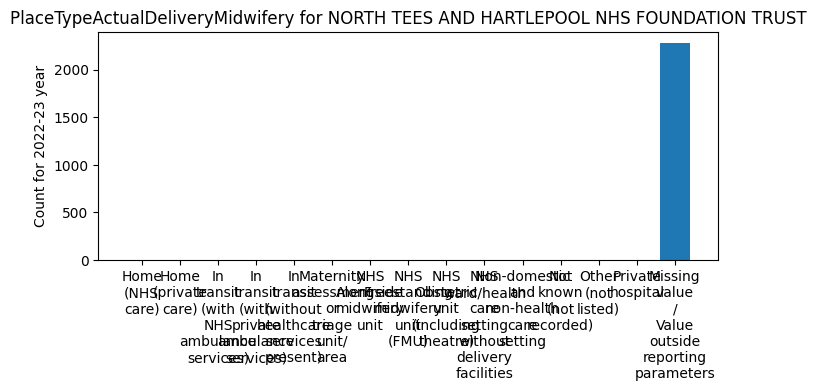 PlaceTypeActualDeliveryMidwifery for NORTH TEES AND HARTLEPOOL NHS FOUNDATION TRUST
Count for 2022-23 year
2000
1500
1000
500
0
Home
(NHS
care)
Home
(private
care)
In
transit
(with
NHS
ambulance
services)
In
transit
(with
private
ambulance
services)
In
transit
(without
healthcare
services
present)
Maternity
assessment
or
triage
unit/
area
NHS
Alongside
midwifery
unit
NHS
Freestanding
midwifery
unit
(FMU)
NHS
Obstetric
unit
(including
theatre)
NHS
ward/health
care
setting
without
delivery
facilities
Non-domestic
and
non-health
care
setting
Not
known
(not
recorded)
Other
(not
listed)
Private
hospital
Missing
value
/
Value
outside
reporting
parameters